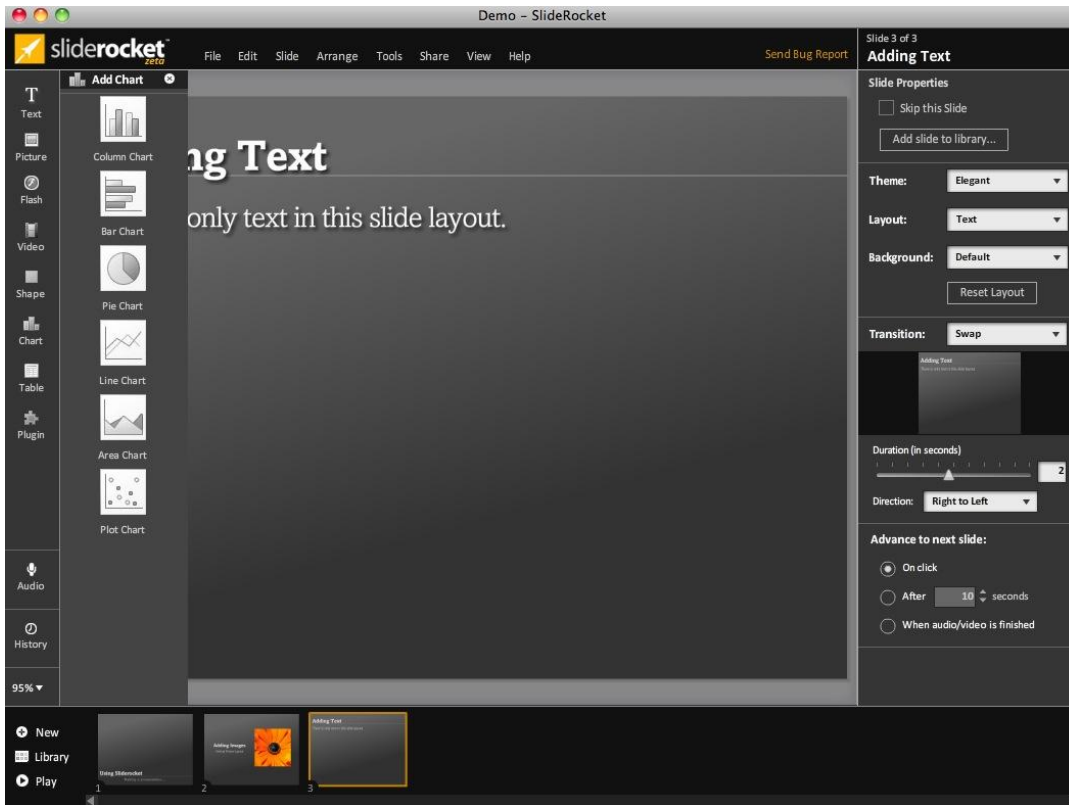 Demo – SlideRocket
sliderocket
zeta
File Edit Slide Arrange Tools Share View Help
Send Bug Report
Slide 3 of 3
Adding Text
T
Text
Picture
Flash
Video
Shape
Chart
Table
Plugin
Audio
History
95%
Add Chart
Column Chart
Bar Chart
Pie Chart
Line Chart
Area Chart
Plot Chart
ng Text
only text in this slide layout.
Slide Properties
Skip this Slide
Add slide to library...
Theme: Elegant
Layout: Text
Background: Default
Reset Layout
Transition: Swap
Adding Text
Duration (in seconds)
2
Direction: Right to Left
Advance to next slide:
On click
After 10 seconds
When audio/video is finished
New
Library
Play
Using Sliderocket
1
Adding Images
2
Adding Text
3